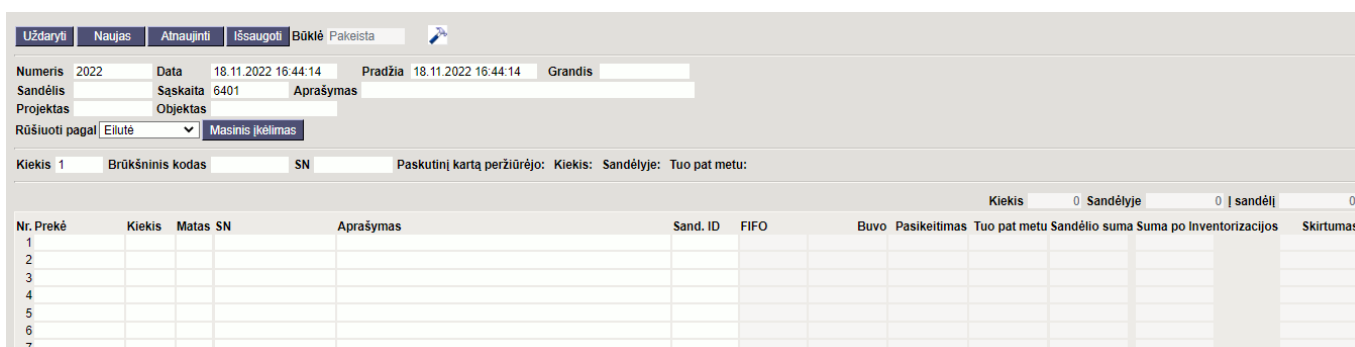 Uždaryti Naujas Atnaujinti Išsaugoti Būklė Pakeista
Numeris 2022 Data 18.11.2022 16:44:14 Pradžia 18.11.2022 16:44:14 Grandis
Sandėlis Sąskaita 6401 Aprašymas
Projektas Objektas
Rūšiuoti pagal Eilutė Masinis įkėlimas
Kiekis 1 Brūkšninis kodas SN Paskutinį kartą peržiūrėjo: Kiekis: Sandėlyje: Tuo pat metu:
Kiekis 0 Sandėlyje 0 Į sandėlį 0
Nr. Prekė Kiekis Matas SN Aprašymas Sand. ID FIFO Buvo Pasikeitimas Tuo pat metu Sandėlio suma Suma po Inventorizacijos Skirtumas
1
2
3
4
5
6
7